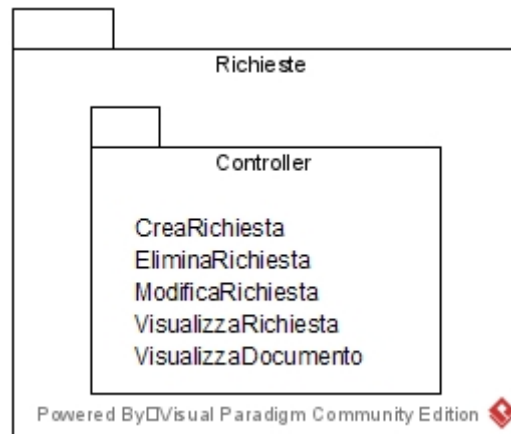 Richieste
Controller
CreaRichiesta
EliminaRichiesta
ModificaRichiesta
VisualizzaRichiesta
VisualizzaDocumento
Powered By□Visual Paradigm Community Edition